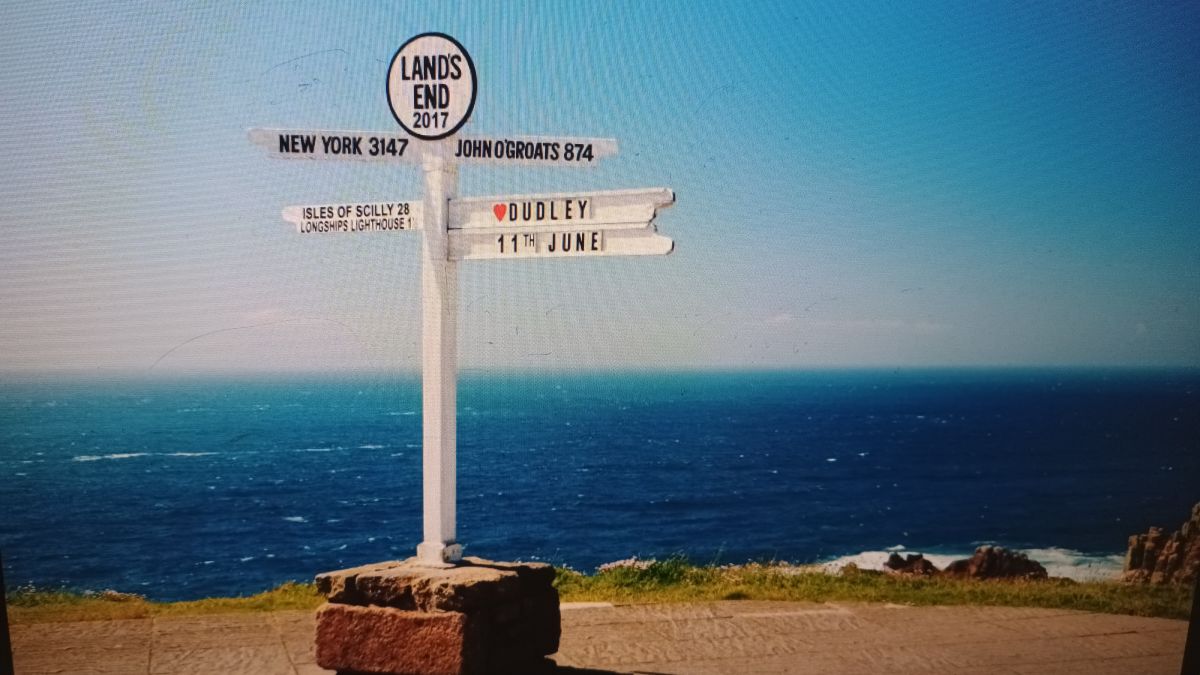 LAND'S
END
2017
NEW YORK 3147
JOHN O'GROATS 874
ISLES OF SCILLY 28
LONGSHIPS LIGHTHOUSE 1
♥DUDLEY
11TH JUNE